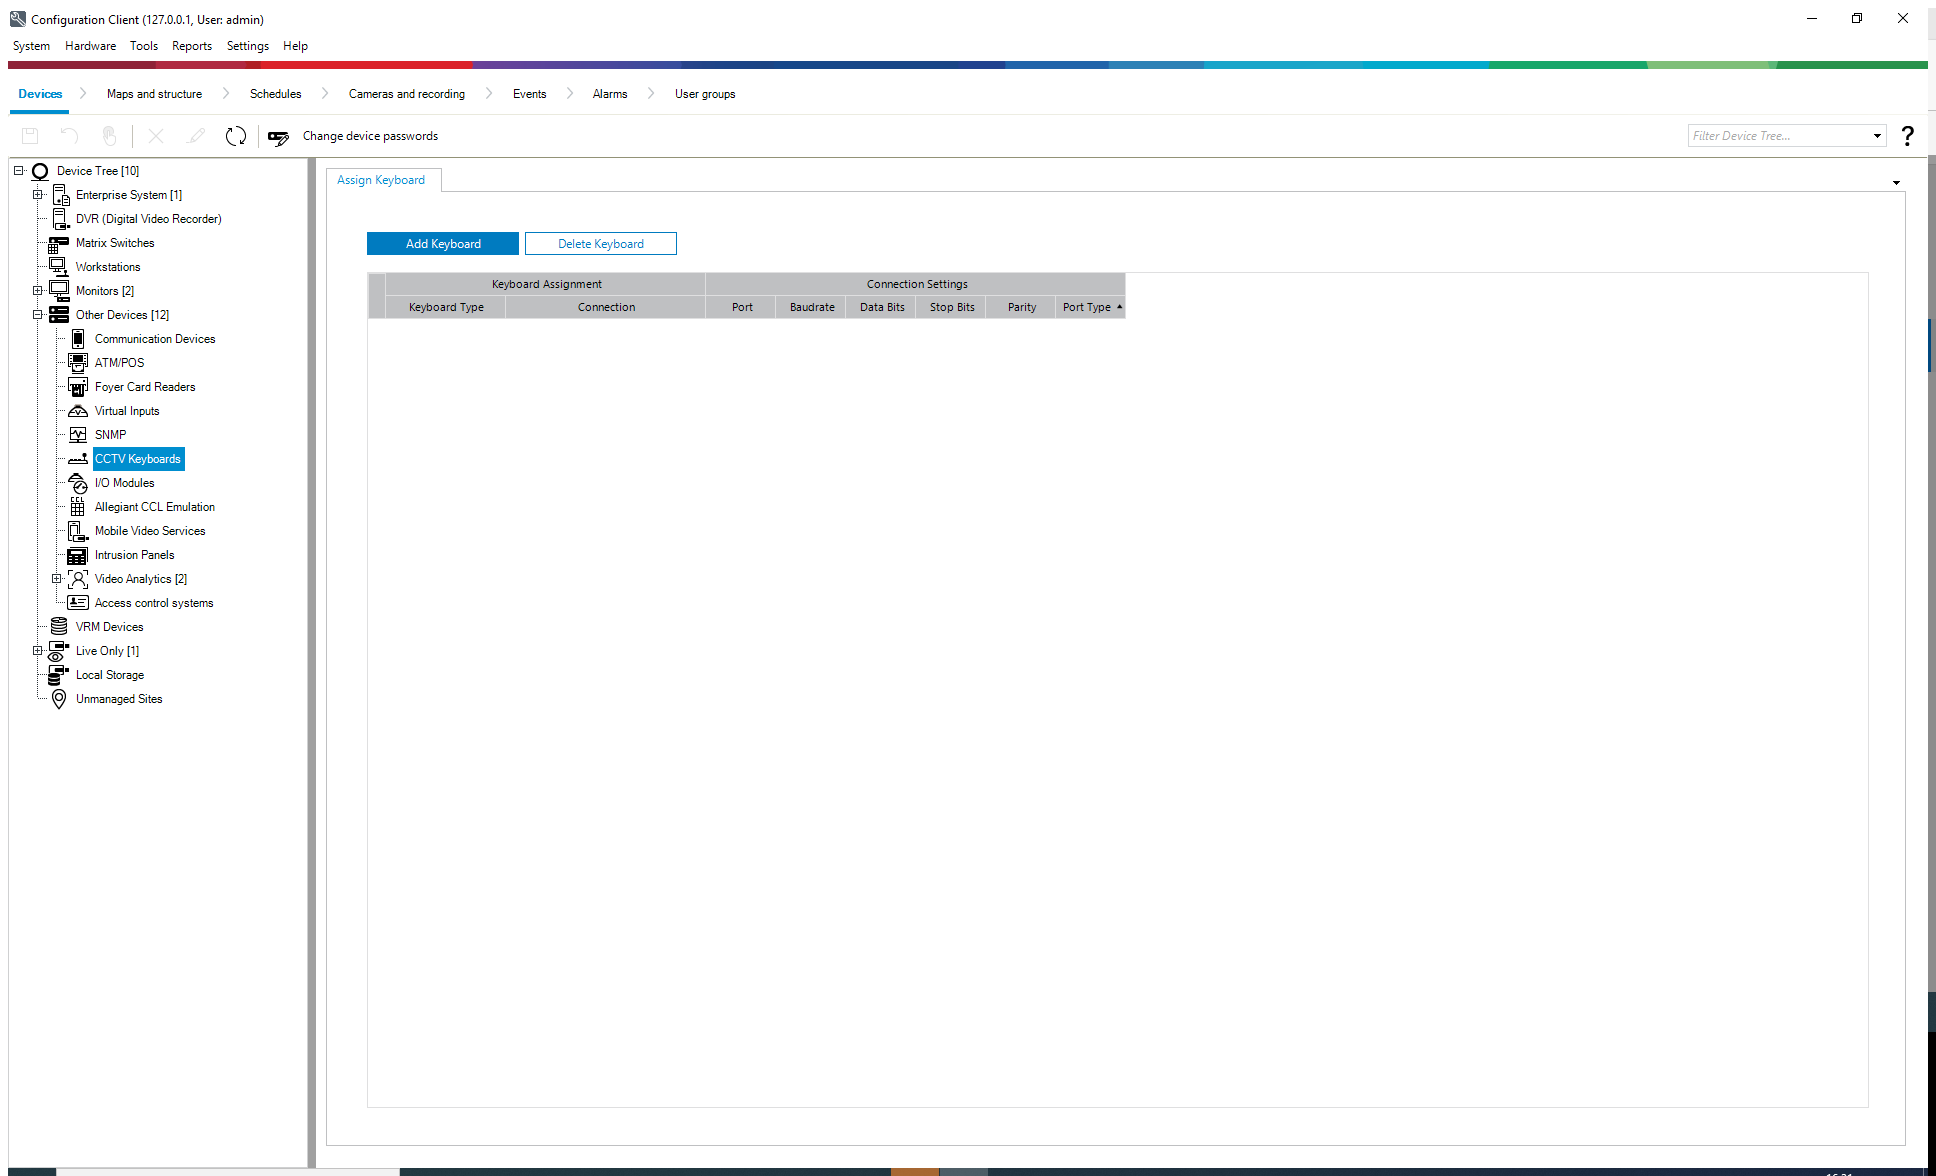 Configuration Client (127.0.0.1, User: admin)
System Hardware Tools Reports Settings Help
Devices Maps and structure Schedules Cameras and recording Events Alarms User groups
Change device passwords
Filter Device Tree...
?
Device Tree [10]
Enterprise System [1]
DVR (Digital Video Recorder)
Matrix Switches
Workstations
Monitors [2]
Other Devices [12]
Communication Devices
ATM/POS
Foyer Card Readers
Virtual Inputs
SNMP
CCTV Keyboards
I/O Modules
Allegiant CCL Emulation
Mobile Video Services
Intrusion Panels
Video Analytics [2]
Access control systems
VRM Devices
Live Only [1]
Local Storage
Unmanaged Sites
Assign Keyboard
Add Keyboard Delete Keyboard
Keyboard Assignment Connection Settings
Keyboard Type Connection Port Baudrate Data Bits Stop Bits Parity Port Type